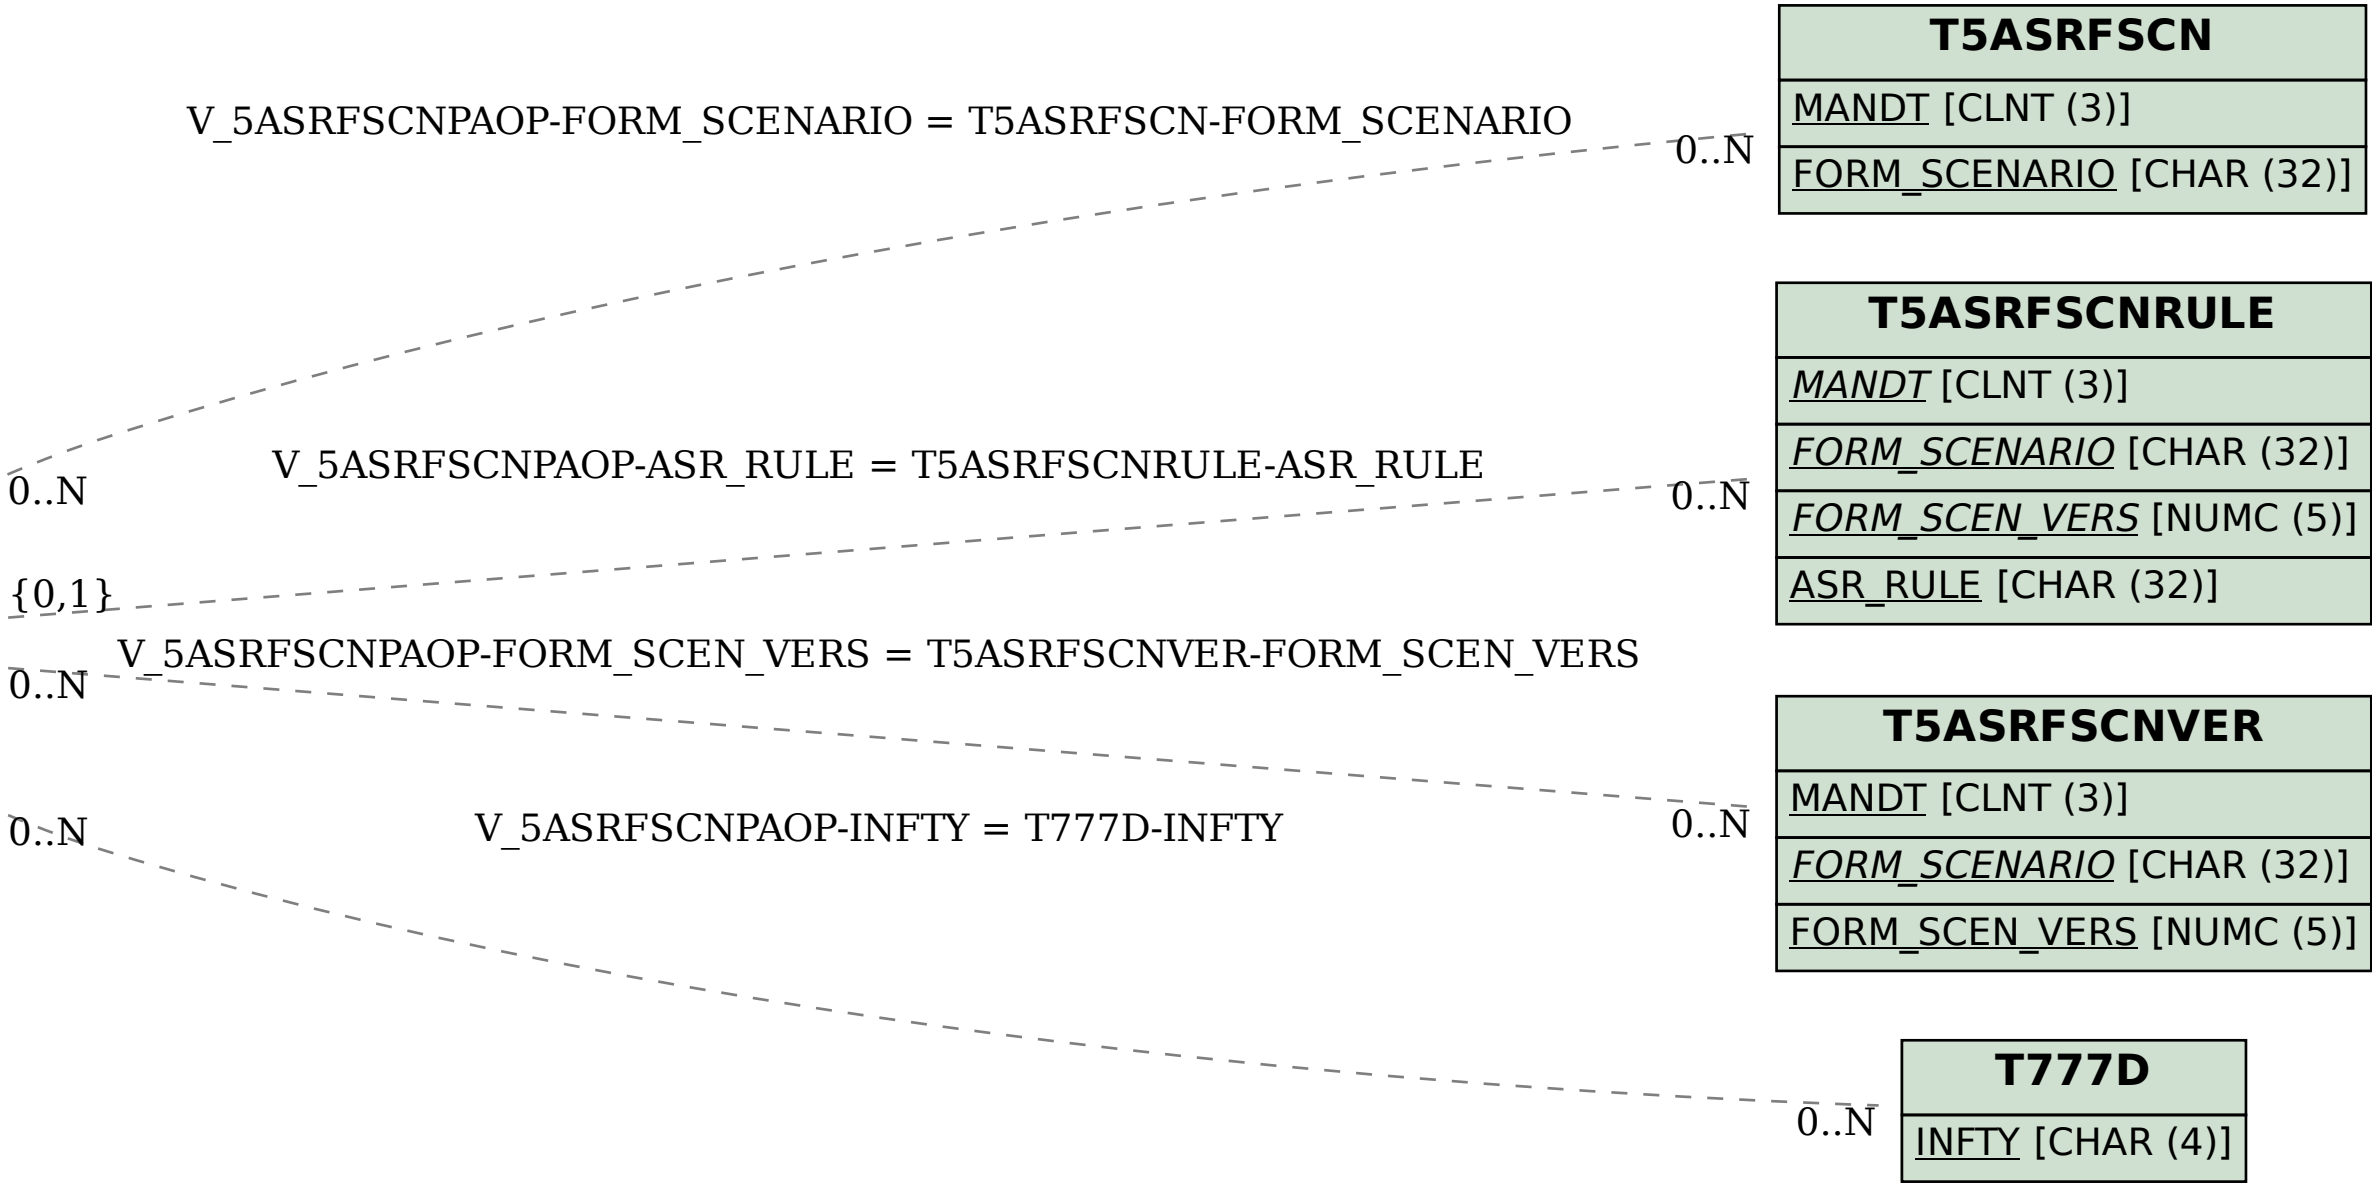 T5ASRFSCN
MANDT [CLNT (3)]
FORM_SCENARIO [CHAR (32)]
V_5ASRFSCNPAOP-FORM_SCENARIO = T5ASRFSCN-FORM_SCENARIO
0..N
0..N
T5ASRFSCNRULE
MANDT [CLNT (3)]
FORM_SCENARIO [CHAR (32)]
FORM_SCEN_VERS [NUMC (5)]
ASR_RULE [CHAR (32)]
V_5ASRFSCNPAOP-ASR_RULE = T5ASRFSCNRULE-ASR_RULE
0..N
{0,1}
V_5ASRFSCNPAOP-FORM_SCEN_VERS = T5ASRFSCNVER-FORM_SCEN_VERS
0..N
0..N
T5ASRFSCNVER
MANDT [CLNT (3)]
FORM_SCENARIO [CHAR (32)]
FORM_SCEN_VERS [NUMC (5)]
V_5ASRFSCNPAOP-INFTY = T777D-INFTY
0..N
0..N
T777D
INFTY [CHAR (4)]